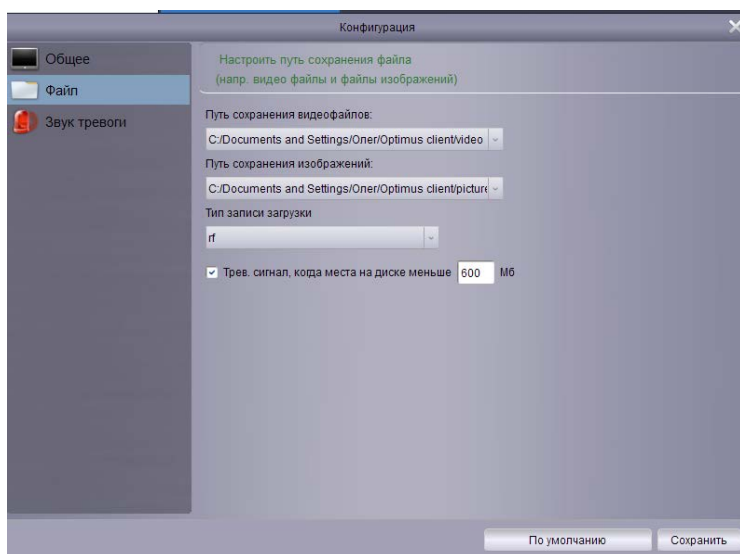 Конфигурация
Общее
Файл
Звук тревоги
Настроить путь сохранения файла
(напр. видео файлы и файлы изображений)
Путь сохранения видеофайлов:
C:/Documents and Settings/Опер/Optimus client/video
Путь сохранения изображений:
C:/Documents and Settings/Опер/Optimus client/picture
Тип записи загрузки
rf
Трев. сигнал, когда места на диске меньше 600 Мб
По умолчанию
Сохранить